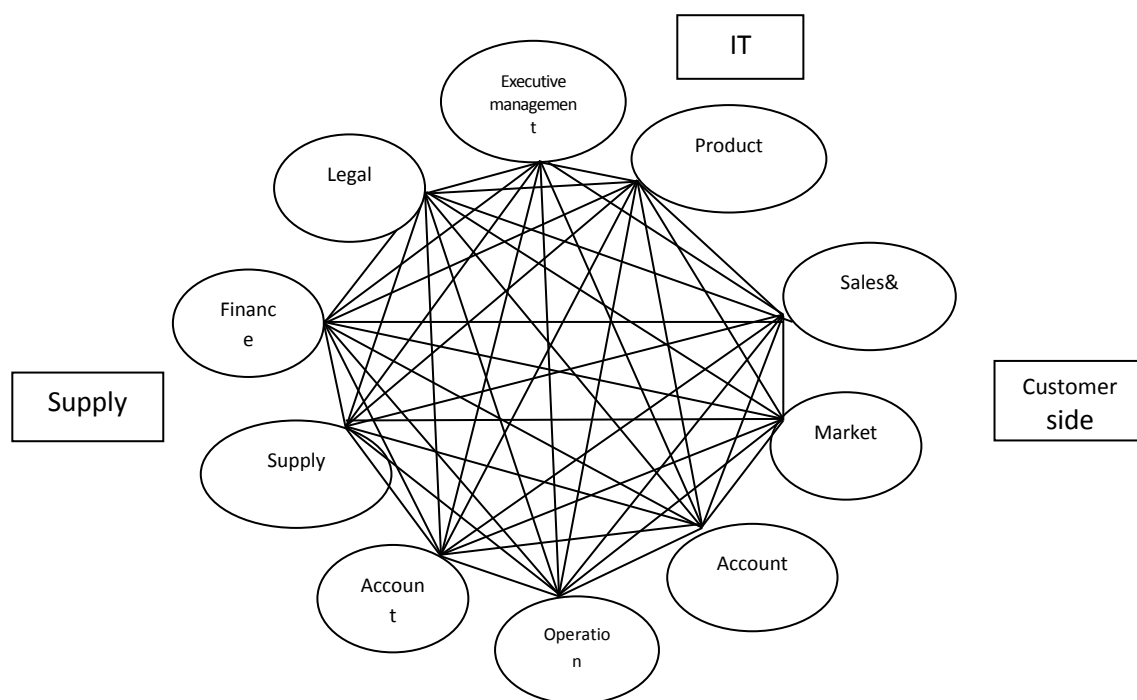 IT
Executive
managemen
t
Product
Legal
Sales&
Financ
e
Supply
Customer
side
Market
Supply
Account
Accoun
t
Operatio
n